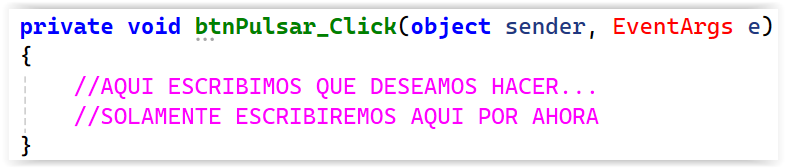 private void btnPulsar_Click(object sender, EventArgs e)
{
    //AQUI ESCRIBIMOS QUE DESEAMOS HACER...
    //SOLAMENTE ESCRIBIREMOS AQUI POR AHORA
}